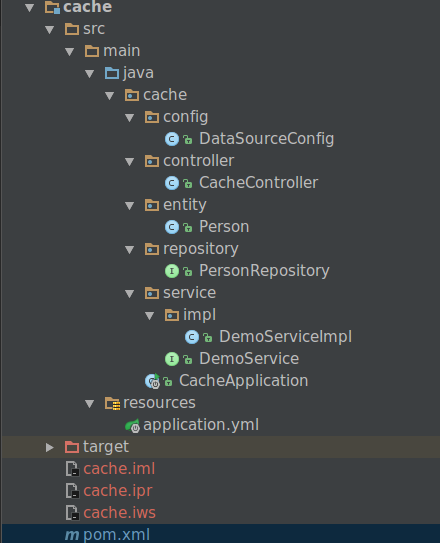 cache
src
main
java
cache
config
DataSourceConfig
controller
CacheController
entity
Person
repository
PersonRepository
service
impl
DemoServiceImpl
DemoService
CacheApplication
resources
application.yml
target
cache.iml
cache.ipr
cache.iws
pom.xml